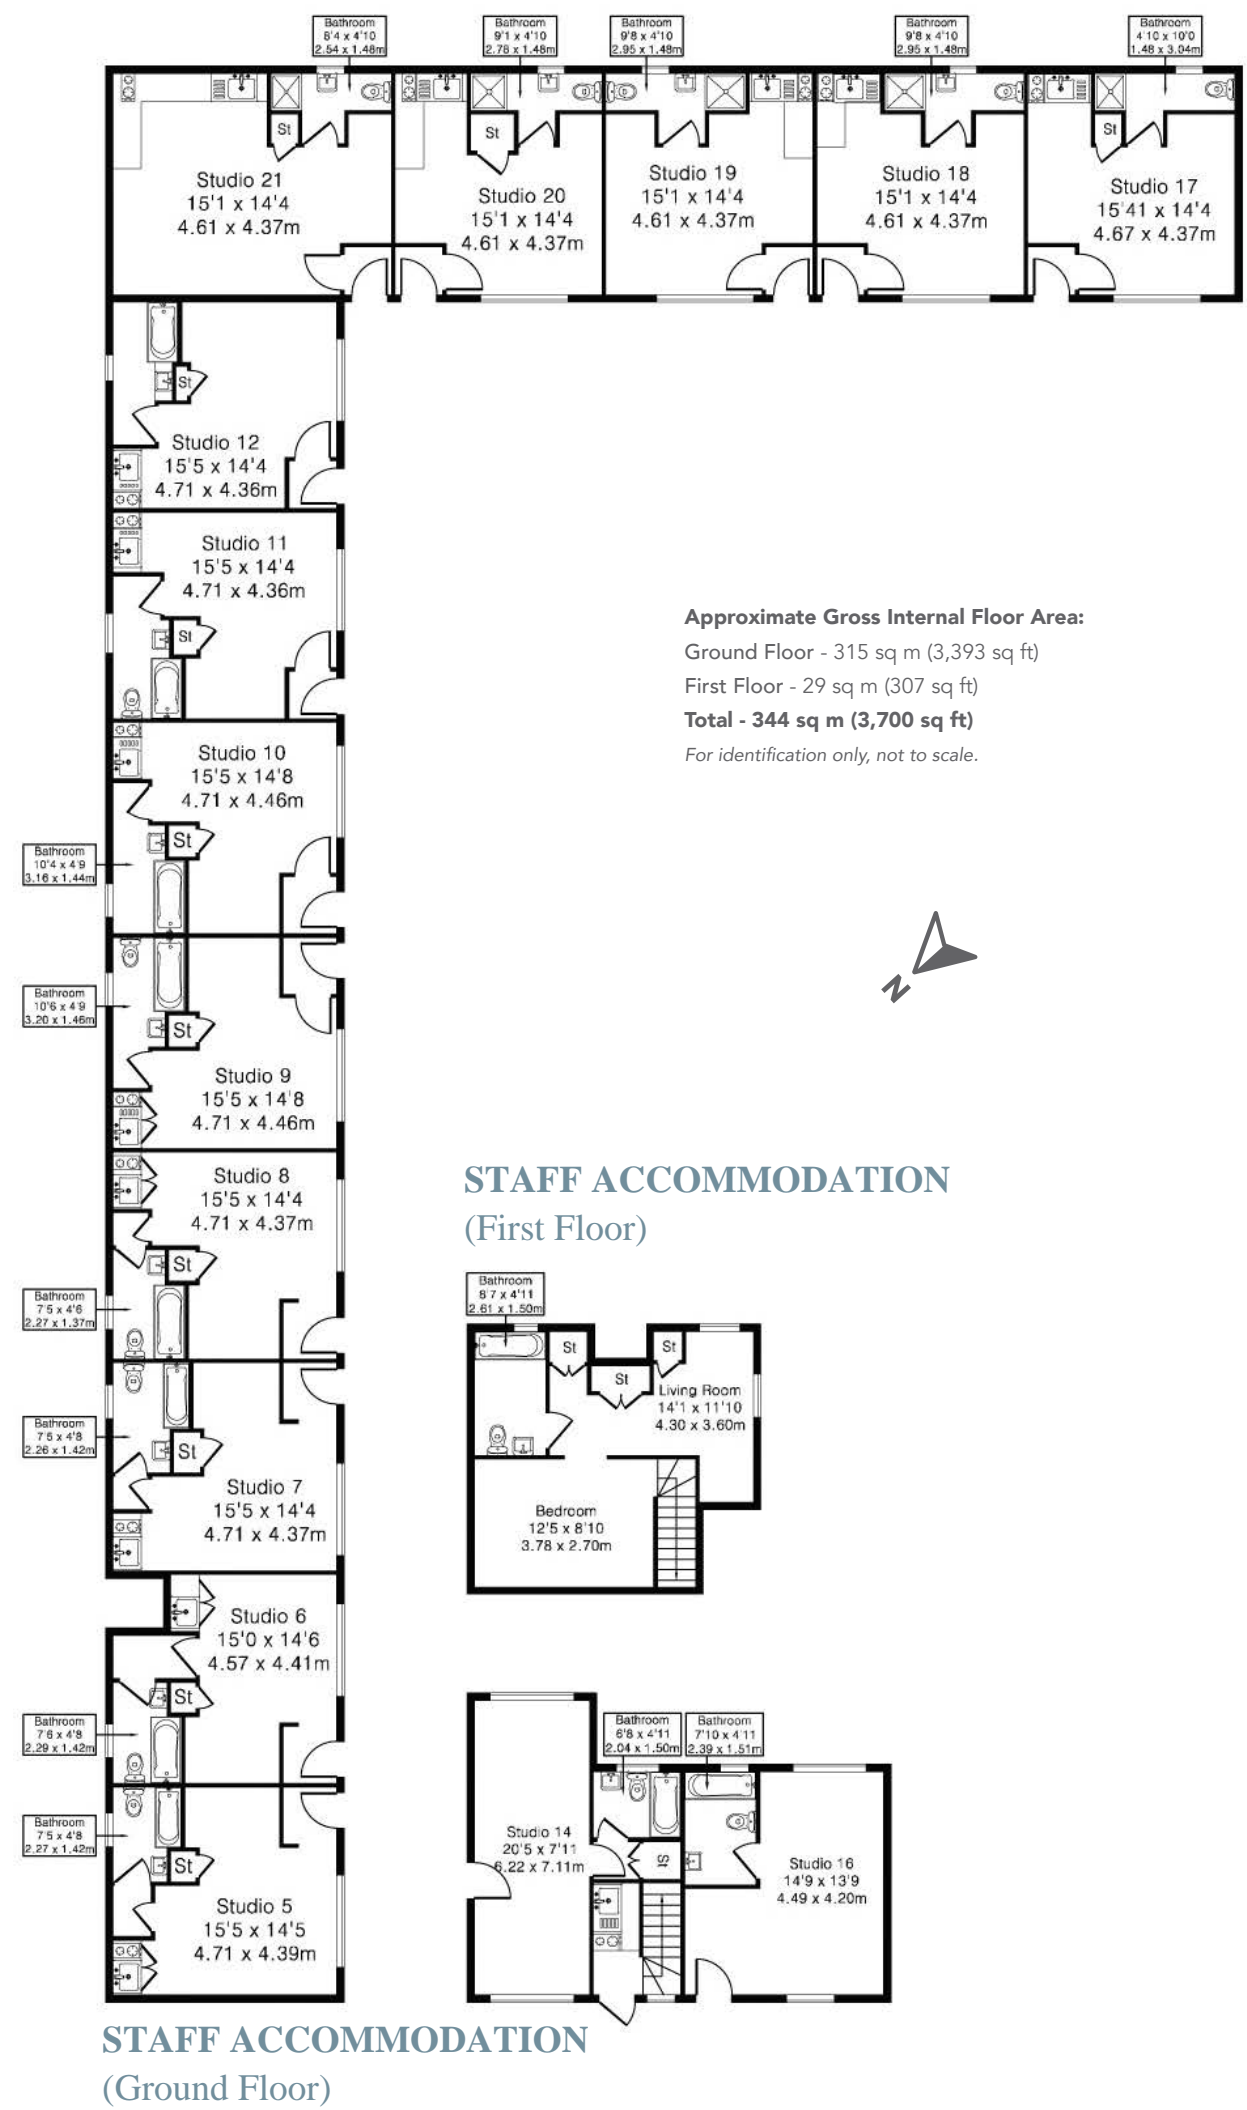 Bathroom
8'4 x 4'10
2.54 x 1.48m
Bathroom
9'1 x 4'10
2.78 x 1.48m
Bathroom
9'8 x 4'10
2.95 x 1.48m
Bathroom
9'8 x 4'10
2.95 x 1.48m
Bathroom
4'10 x 10'0
1.48 x 3.04m
St
St
St
Studio 21
15'1 x 14'4
4.61 x 4.37m
Studio 20
15'1 x 14'4
4.61 x 4.37m
Studio 19
15'1 x 14'4
4.61 x 4.37m
Studio 18
15'1 x 14'4
4.61 x 4.37m
Studio 17
15'41 x 14'4
4.67 x 4.37m
St
Studio 12
15'5 x 14'4
4.71 x 4.36m
Studio 11
15'5 x 14'4
4.71 x 4.36m
St
Approximate Gross Internal Floor Area:
Ground Floor - 315 sq m (3,393 sq ft)
First Floor - 29 sq m (307 sq ft)
Total - 344 sq m (3,700 sq ft)
For identification only, not to scale.
Studio 10
15'5 x 14'8
4.71 x 4.46m
St
Bathroom
10'4 x 4'9
3.16 x 1.44m
N
Bathroom
10'6 x 4'9
3.20 x 1.46m
St
Studio 9
15'5 x 14'8
4.71 x 4.46m
Studio 8
15'5 x 14'4
4.71 x 4.37m
St
Bathroom
7'5 x 4'6
2.27 x 1.37m
Bathroom
7'5 x 4'8
2.26 x 1.42m
St
Studio 7
15'5 x 14'4
4.71 x 4.37m
STAFF ACCOMMODATION
(First Floor)
Bathroom
8'7 x 4'11
2.61 x 1.50m
St
St
St
Living Room
14'1 x 11'10
4.30 x 3.60m
Bedroom
12'5 x 8'10
3.78 x 2.70m
Studio 6
15'0 x 14'6
4.57 x 4.41m
St
Bathroom
7'6 x 4'8
2.29 x 1.42m
Bathroom
7'5 x 4'8
2.27 x 1.42m
St
Studio 5
15'5 x 14'5
4.71 x 4.39m
Bathroom
6'8 x 4'11
2.04 x 1.50m
Bathroom
7'10 x 4'11
2.39 x 1.51m
Studio 14
20'5 x 7'11
6.22 x 7.11m
St
Studio 16
14'9 x 13'9
4.49 x 4.20m
STAFF ACCOMMODATION
(Ground Floor)